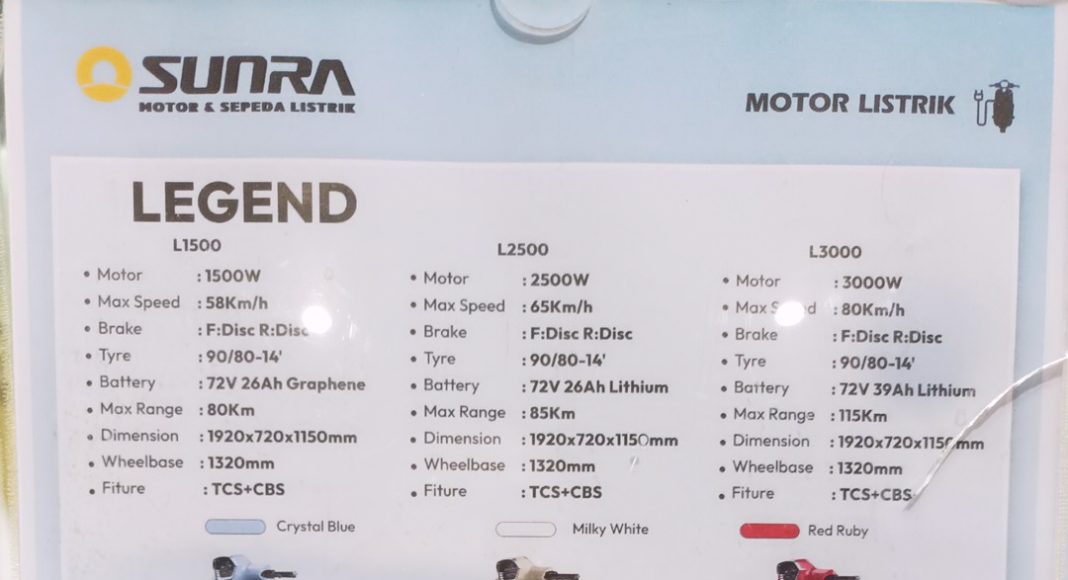 SUNRA
MOTOR & SEPEDA LISTRIK
MOTOR LISTRIK
LEGEND
L1500
• Motor : 1500W
• Max Speed : 58Km/h
• Brake : F:Disc R:Disc
• Tyre : 90/80-14'
• Battery : 72V 26Ah Graphene
• Max Range : 80Km
• Dimension : 1920x720x1150mm
• Wheelbase : 1320mm
• Fiture : TCS+CBS
Crystal Blue
L2500
• Motor : 2500W
• Max Speed : 65Km/h
• Brake : F:Disc R:Disc
• Tyre : 90/80-14'
• Battery : 72V 26Ah Lithium
• Max Range : 85Km
• Dimension : 1920x720x1150mm
• Wheelbase : 1320mm
• Fiture : TCS+CBS
Milky White
L3000
• Motor : 3000W
• Max Speed : 80Km/h
• Brake : F:Disc R:Disc
• Tyre : 90/80-14'
• Battery : 72V 39Ah Lithium
• Max Range : 115Km
• Dimension : 1920x720x1150mm
• Wheelbase : 1320mm
• Fiture : TCS+CBS
Red Ruby